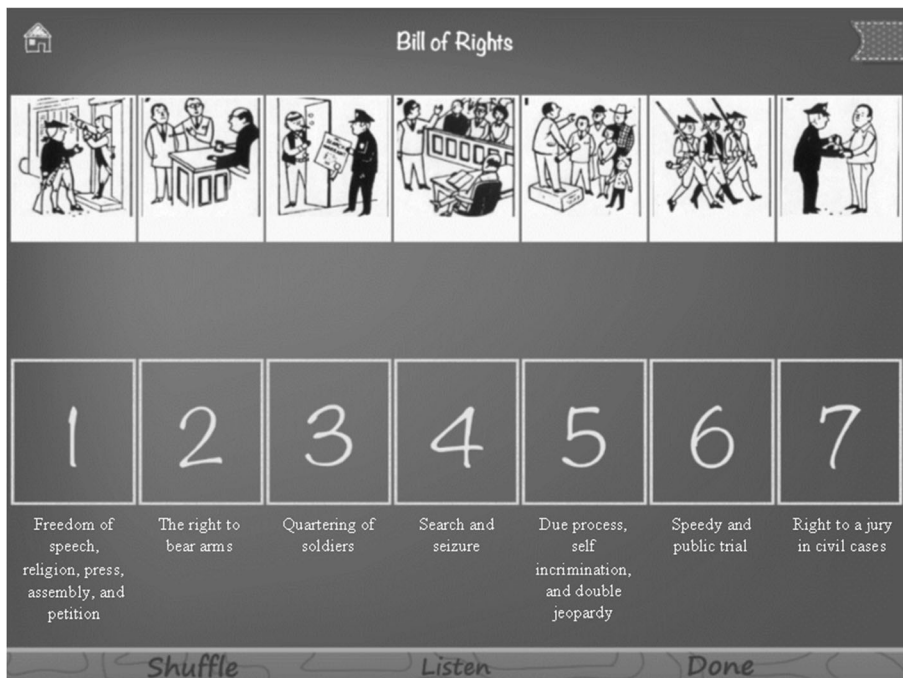 Bill of Rights
1 2 3 4 5 6 7
Freedom of
speech,
religion, press,
assembly, and
petition
The right to
bear arms
Quartering of
soldiers
Search and
seizure
Due process,
self
incrimination,
and double
jeopardy
Speedy and
public trial
Right to a jury
in civil cases
Shuffle Listen Done